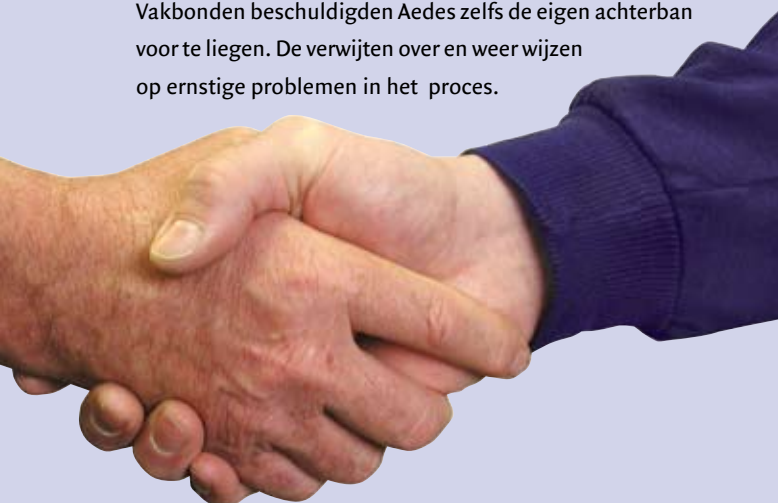 Vakbonden beschuldigden Aedes zelfs de eigen achterban
voor te liegen. De verwijten over en weer wijzen
op ernstige problemen in het proces.